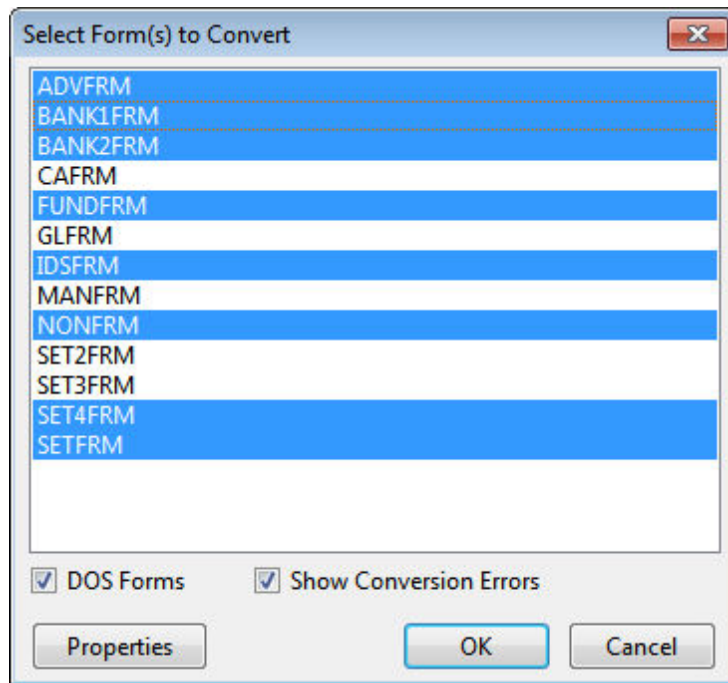 Select Form(s) to Convert
ADVFRM
BANK1FRM
BANK2FRM
CAFRM
FUNDFRM
GLFRM
IDSFRM
MANFRM
NONFRM
SET2FRM
SET3FRM
SET4FRM
SETFRM
DOS Forms Show Conversion Errors
Properties OK Cancel